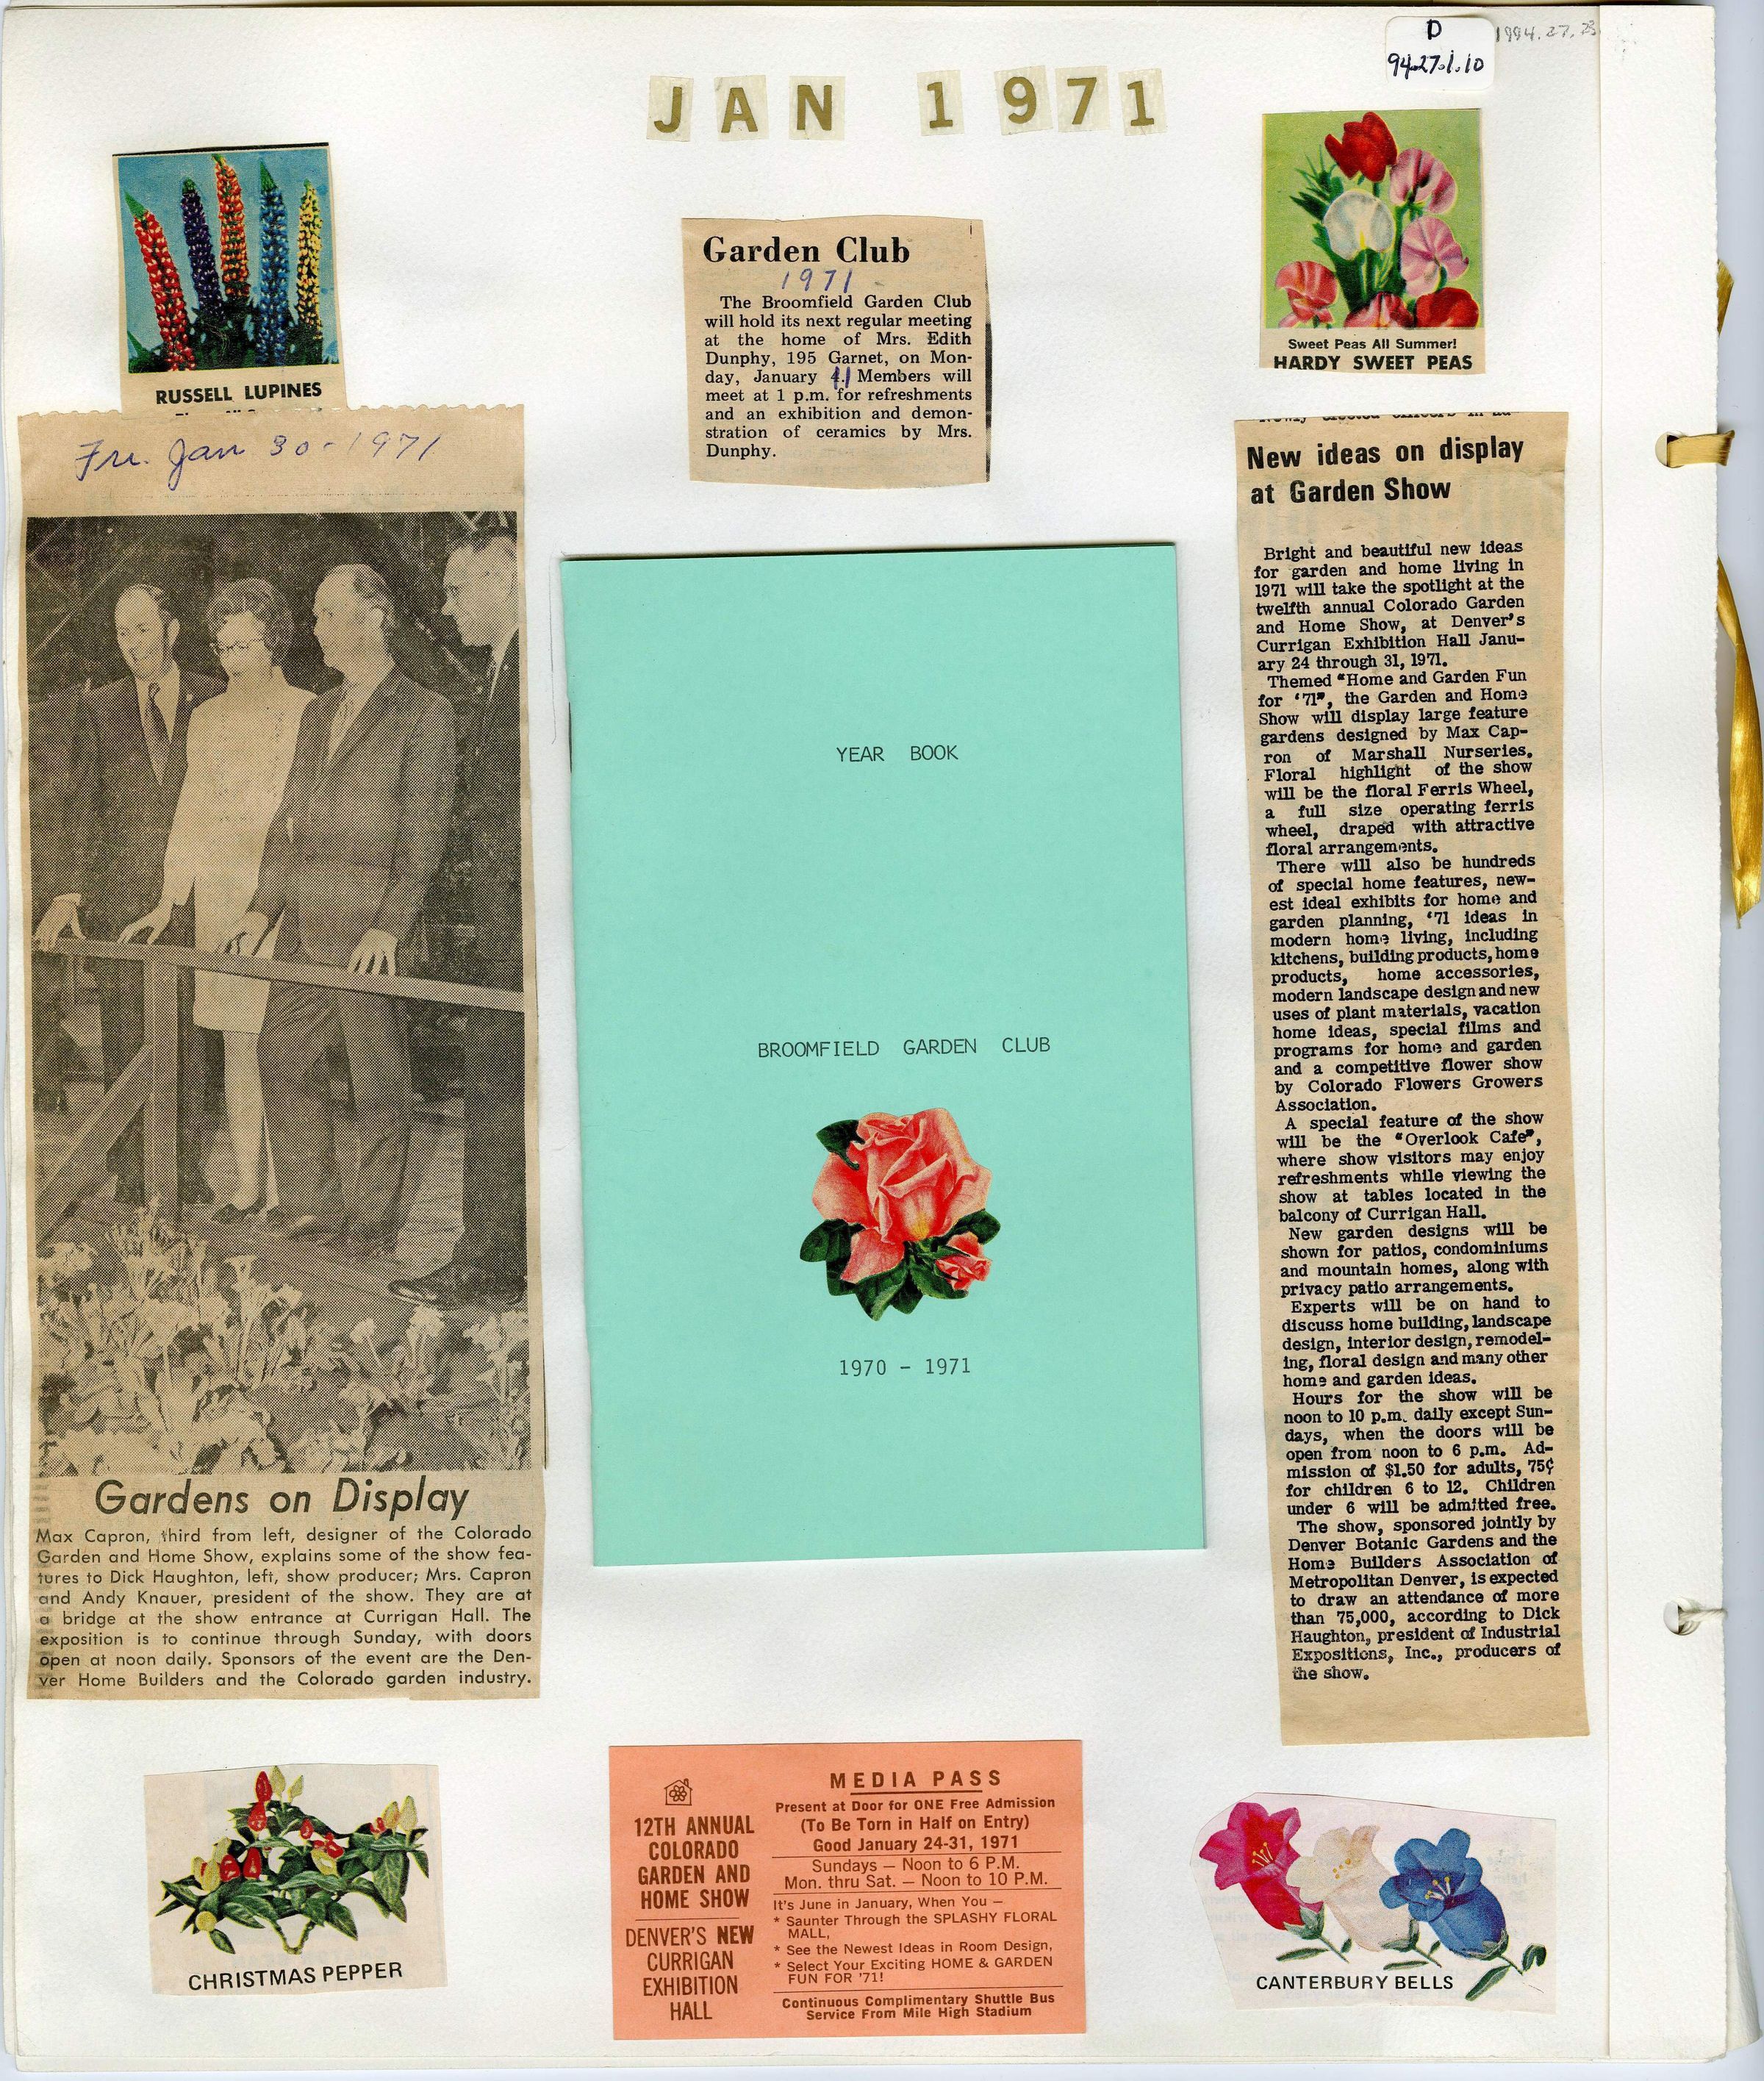 D
94.27.1.10
1994.27.
JAN 1971
RUSSELL LUPINES
Garden Club
1971
The Broomfield Garden Club
will hold its next regular meeting
at the home of Mrs. Edith
Dunphy, 195 Garnet, on Mon-
day, January 4. Members will
meet at 1 p.m. for refreshments
and an exhibition and demon-
stration of ceramics by Mrs.
Dunphy.
Sweet Peas All Summer!
HARDY SWEET PEAS
Fri. Jan 30-1971
Gardens on Display
Max Capron, third from left, designer of the Colorado
Garden and Home Show, explains some of the show fea-
tures to Dick Haughton, left, show producer; Mrs. Capron
and Andy Knauer, president of the show. They are at
a bridge at the show entrance at Currigan Hall. The
exposition is to continue through Sunday, with doors
open at noon daily. Sponsors of the event are the Den-
ver Home Builders and the Colorado garden industry.
YEAR BOOK
BROOMFIELD GARDEN CLUB
1970 - 1971
New ideas on display
at Garden Show
Bright and beautiful new ideas
for garden and home living in
1971 will take the spotlight at the
twelfth annual Colorado Garden
and Home Show, at Denver's
Currigan Exhibition Hall Janu-
ary 24 through 31, 1971.
Themed "Home and Garden Fun
for '71", the Garden and Home
Show will display large feature
gardens designed by Max Cap-
ron of Marshall Nurseries.
Floral highlight of the show
will be the floral Ferris Wheel,
a full size operating ferris
wheel, draped with attractive
floral arrangements.
There will also be hundreds
of special home features, new-
est ideal exhibits for home and
garden planning, '71 ideas in
modern home living, including
kitchens, building products, home
products, home accessories,
modern landscape design and new
uses of plant materials, vacation
home ideas, special films and
programs for home and garden
and a competitive flower show
by Colorado Flowers Growers
Association.
A special feature of the show
will be the "Overlook Cafe",
where show visitors may enjoy
refreshments while viewing the
show at tables located in the
balcony of Currigan Hall.
New garden designs will be
shown for patios, condominiums
and mountain homes, along with
privacy patio arrangements.
Experts will be on hand to
discuss home building, landscape
design, interior design, remodel-
ing, floral design and many other
home and garden ideas.
Hours for the show will be
noon to 10 p.m. daily except Sun-
days, when the doors will be
open from noon to 6 p.m. Ad-
mission of $1.50 for adults, 75¢
for children 6 to 12. Children
under 6 will be admitted free.
The show, sponsored jointly by
Denver Botanic Gardens and the
Home Builders Association of
Metropolitan Denver, is expected
to draw an attendance of more
than 75,000, according to Dick
Haughton, president of Industrial
Expositions, Inc., producers of
the show.
CHRISTMAS PEPPER
12TH ANNUAL
COLORADO
GARDEN AND
HOME SHOW
DENVER'S NEW
CURRIGAN
EXHIBITION
HALL
MEDIA PASS
Present at Door for ONE Free Admission
(To Be Torn in Half on Entry)
Good January 24-31, 1971
Sundays — Noon to 6 P.M.
Mon. thru Sat. — Noon to 10 P.M.
It's June in January, When You —
* Saunter Through the SPLASHY FLORAL
MALL,
* See the Newest Ideas in Room Design,
* Select Your Exciting HOME & GARDEN
FUN FOR '71!
Continuous Complimentary Shuttle Bus
Service From Mile High Stadium
CANTERBURY BELLS